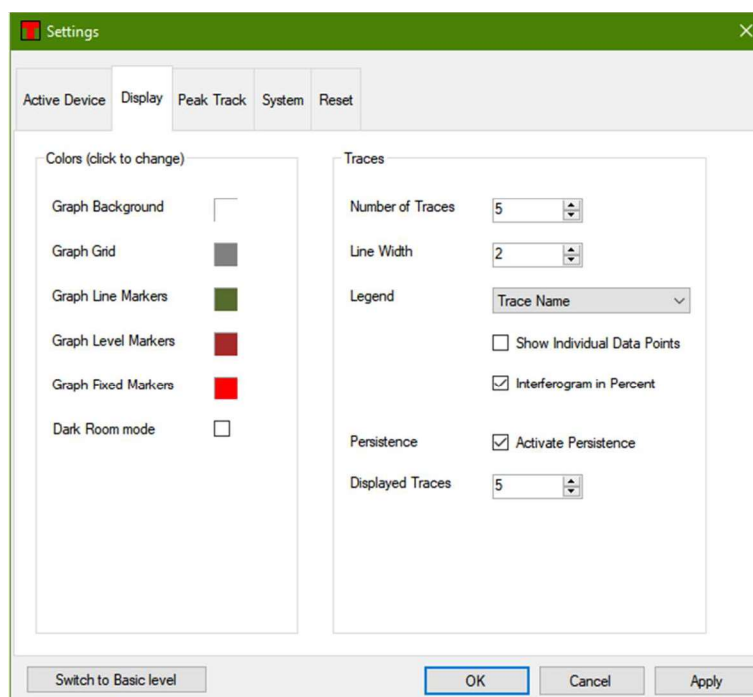 Settings
Active Device Display Peak Track System Reset
Colors (click to change)
Graph Background
Graph Grid
Graph Line Markers
Graph Level Markers
Graph Fixed Markers
Dark Room mode
Traces
Number of Traces 5
Line Width 2
Legend Trace Name
Show Individual Data Points
Interferogram in Percent
Persistence Activate Persistence
Displayed Traces 5
Switch to Basic level OK Cancel Apply